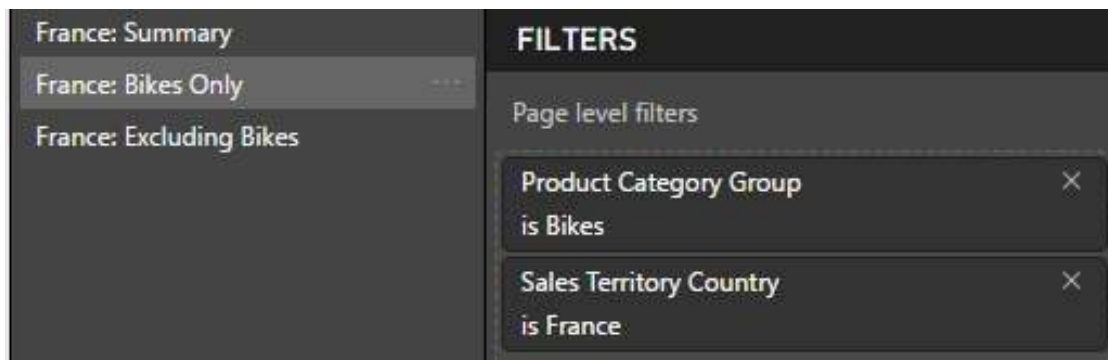 France: Summary
France: Bikes Only
France: Excluding Bikes
FILTERS
Page level filters
Product Category Group
is Bikes
Sales Territory Country
is France